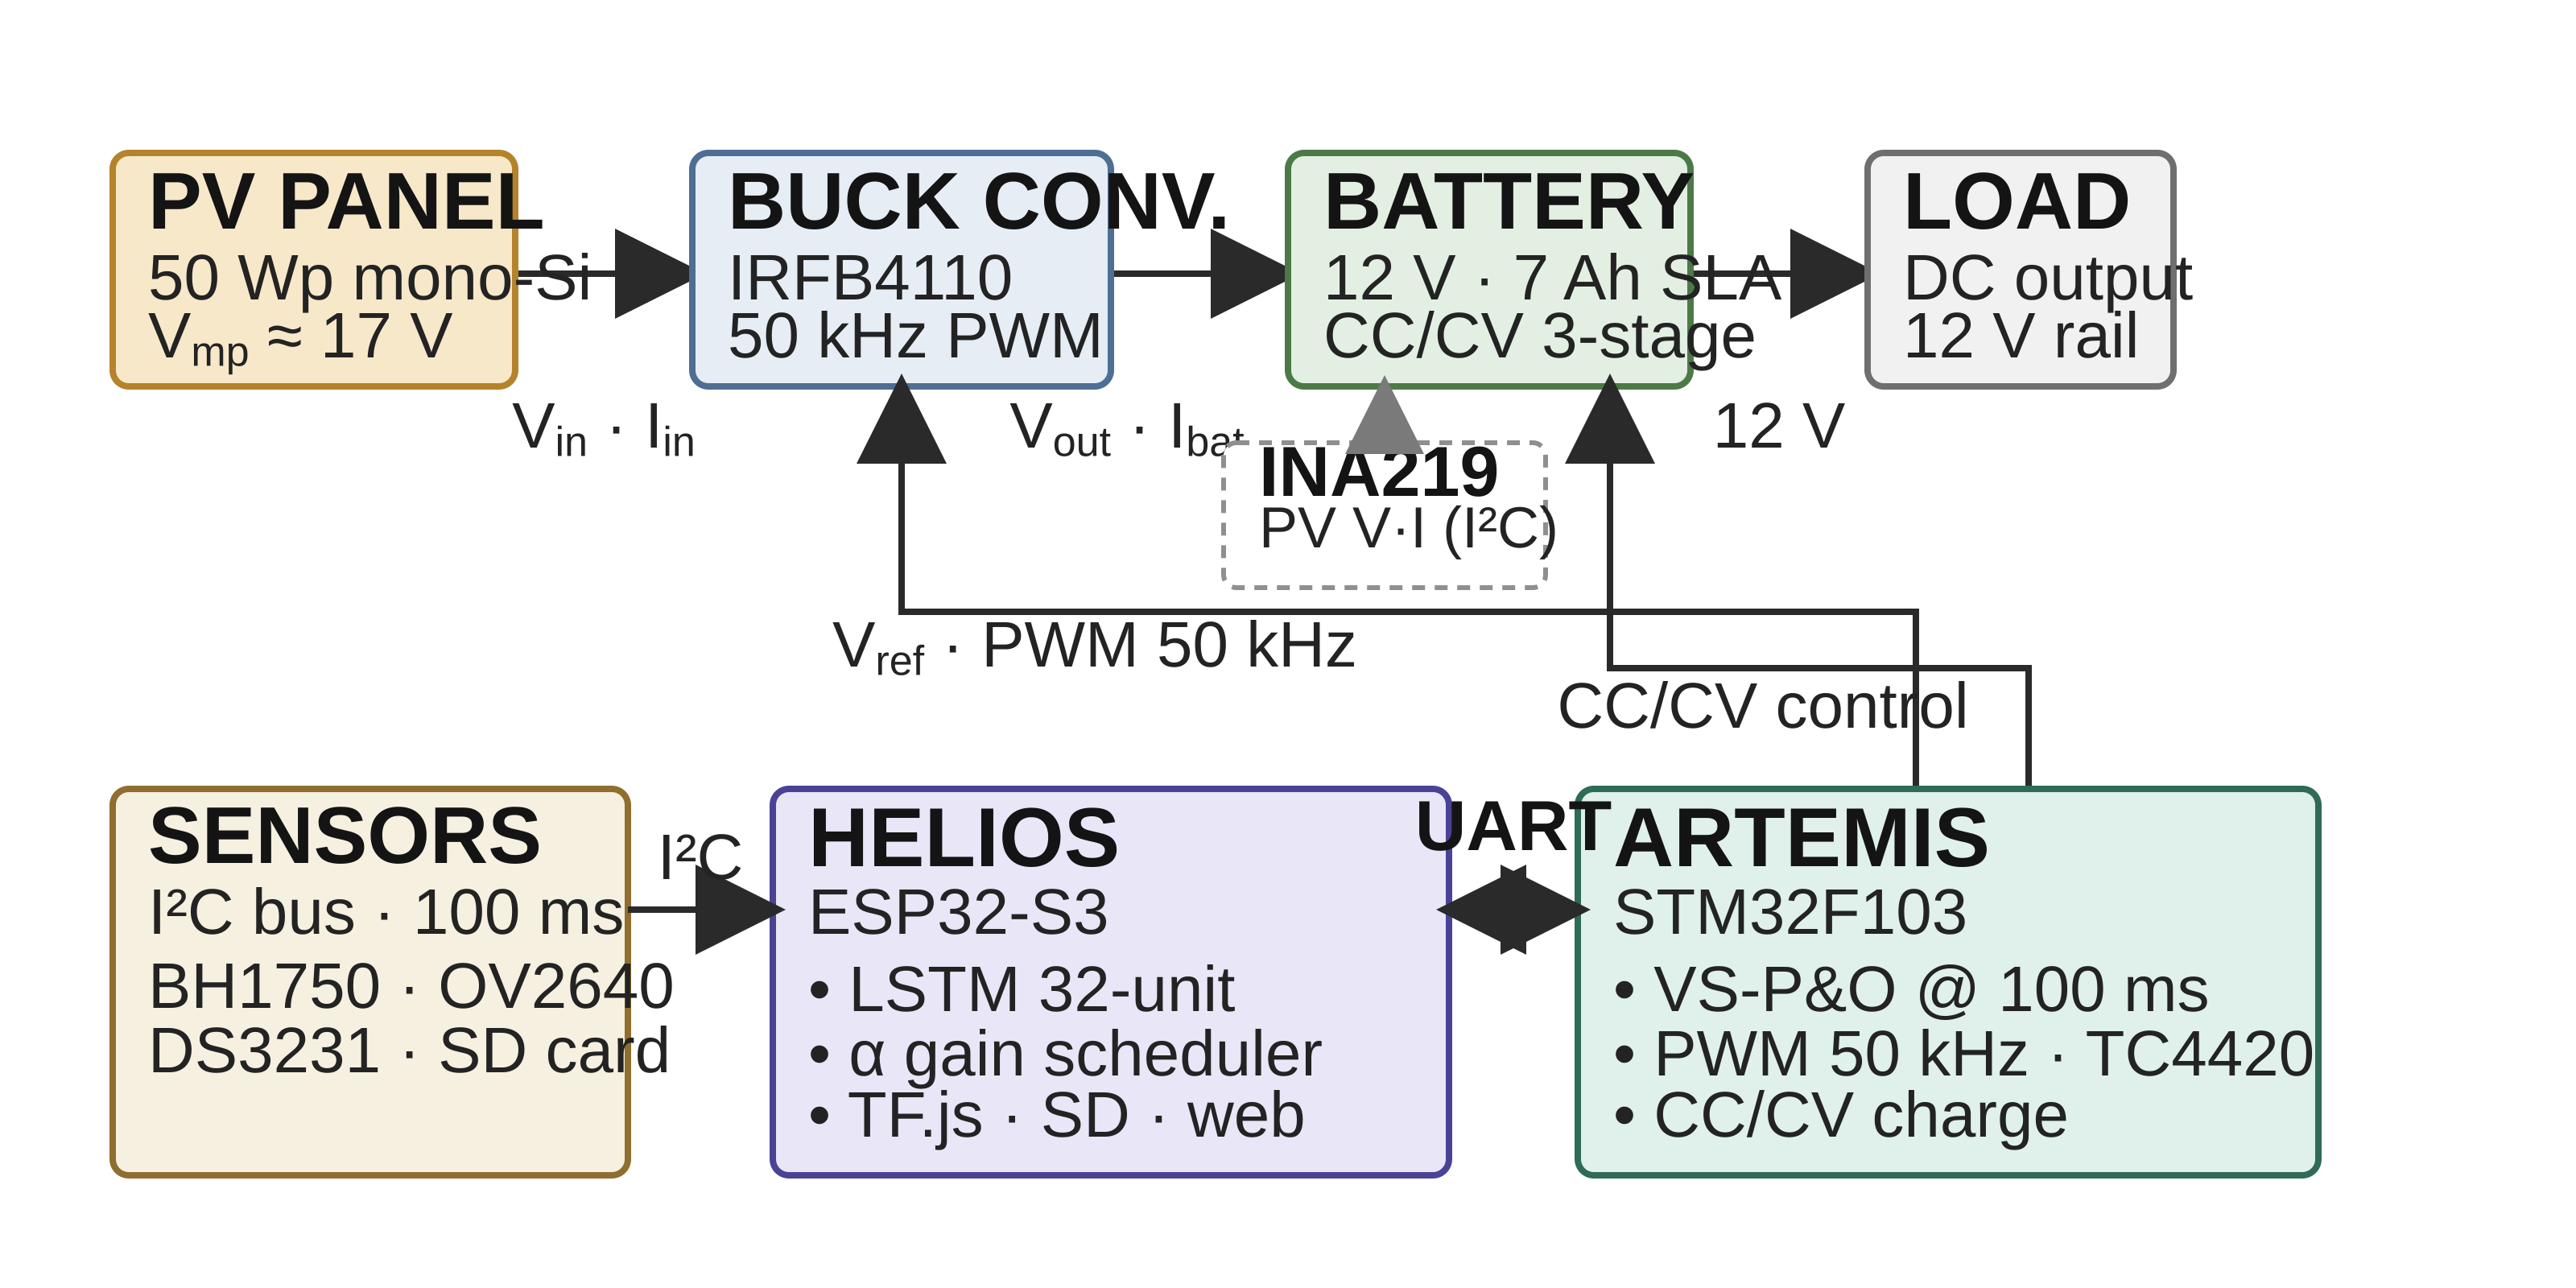 PV PANEL
50 Wp mono-Si
Vmp ≈ 17 V
BUCK CONV.
IRFB4110
50 kHz PWM
BATTERY
12 V · 7 Ah SLA
CC/CV 3-stage
LOAD
DC output
12 V rail
Vin · Iin
Vout · Ibat
12 V
INA219
PV V·I (I²C)
Vref · PWM 50 kHz
CC/CV control
SENSORS
I²C bus · 100 ms
BH1750 · OV2640
DS3231 · SD card
I²C
HELIOS
ESP32-S3
• LSTM 32-unit
• α gain scheduler
• TF.js · SD · web
UART
ARTEMIS
STM32F103
• VS-P&O @ 100 ms
• PWM 50 kHz · TC4420
• CC/CV charge